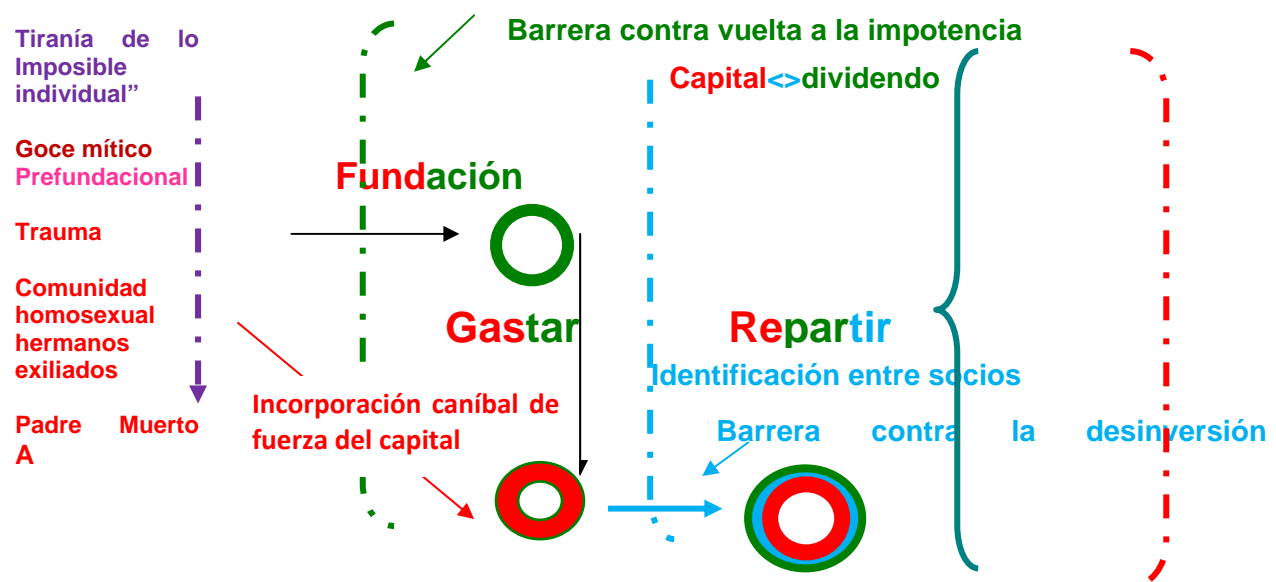 Tiranía de lo
Imposible
individual”
Goce mítico
Prefundacional
Trauma
Comunidad
homosexual
hermanos
exiliados
Padre Muerto
A
Barrera contra vuelta a la impotencia
Capital<>dividendo
Fundación
Gastar
Repartir
Identificación entre socios
Incorporación caníbal de
fuerza del capital
Barrera contra la desinversión